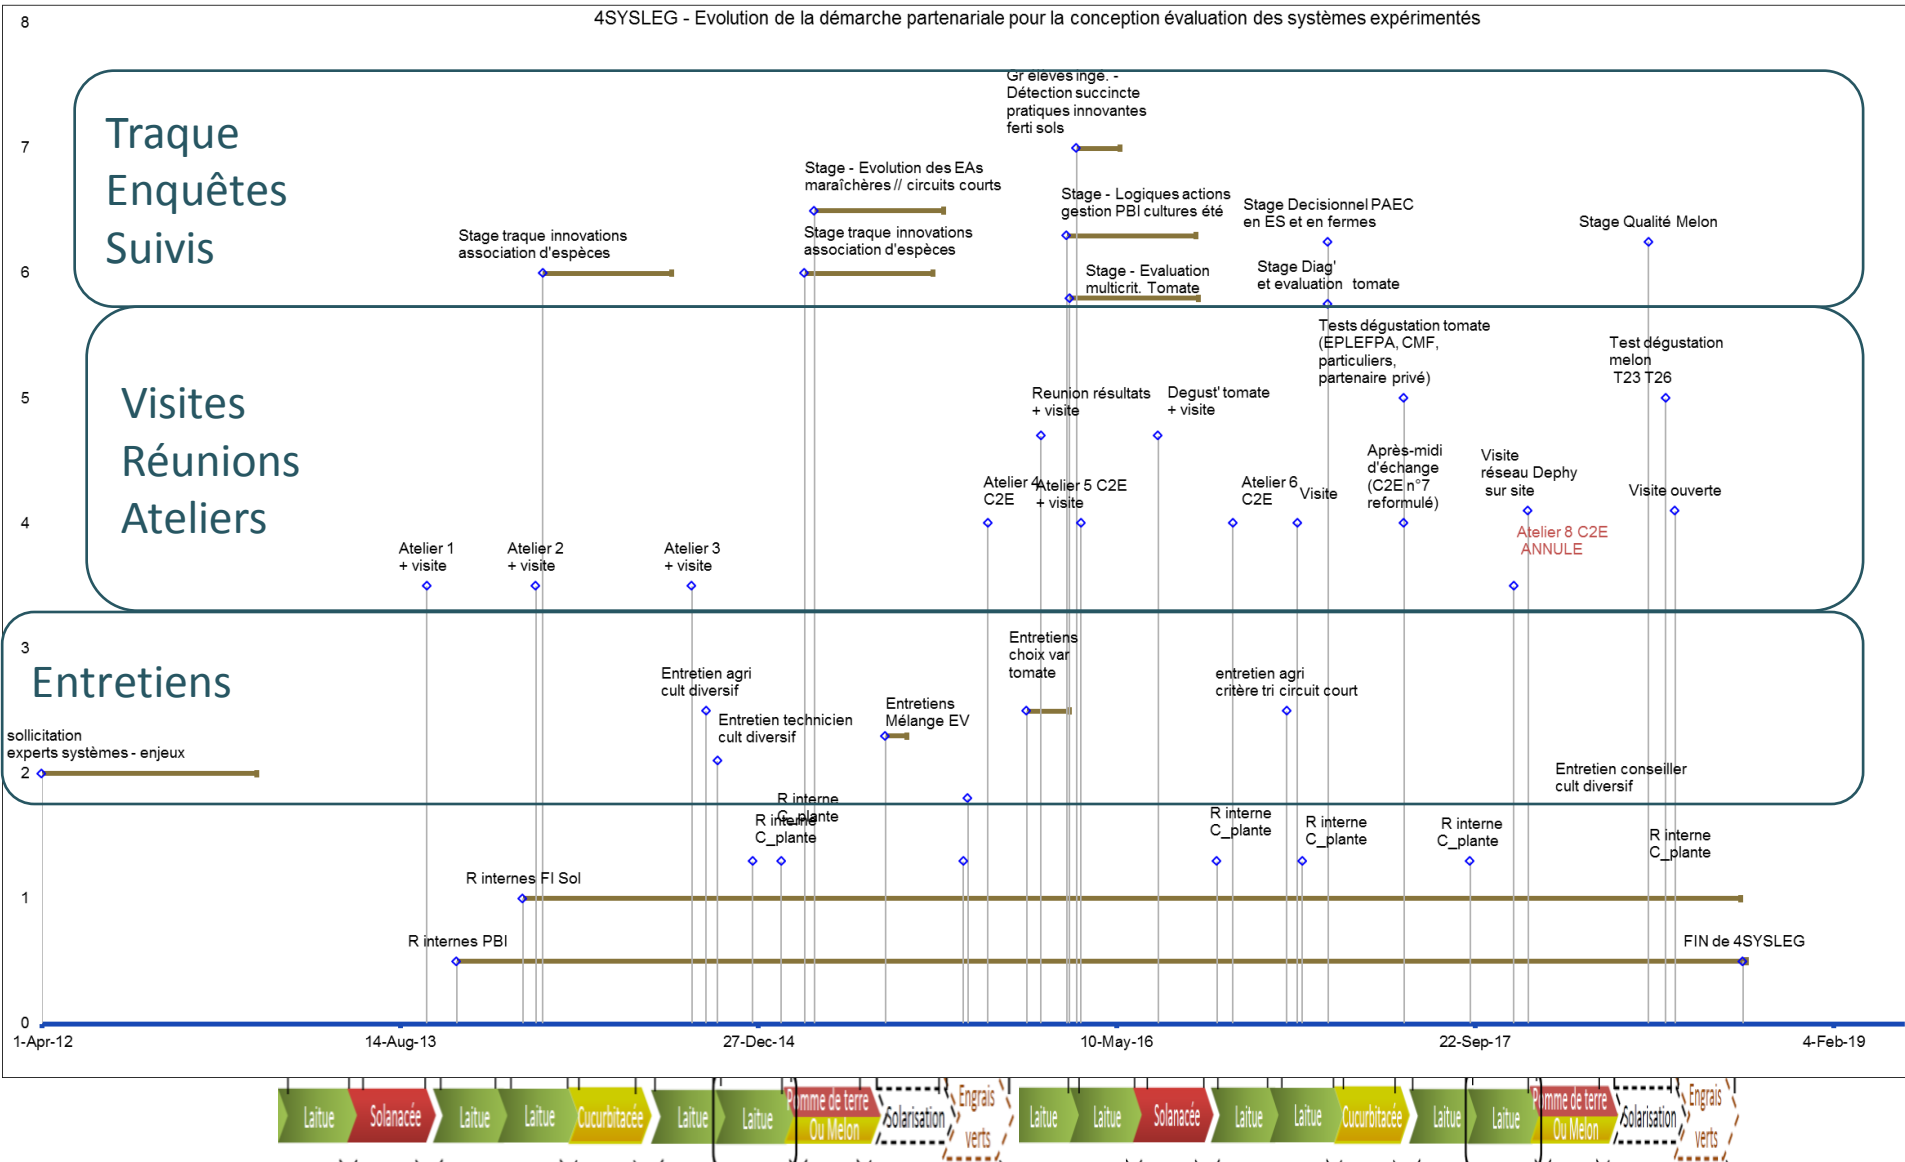 4SYSLEG - Evolution de la démarche partenariale pour la conception évaluation des systèmes expérimentés
8
7
6
5
4
3
2
1
0
Traque
Enquêtes
Suivis
Gr élèves ingé. -
Détection succincte
pratiques innovantes
ferti sols
Stage - Evolution des EAs
maraîchères // circuits courts
Stage - Logiques actions
gestion PBI cultures été
Stage Decisionnel PAEC
en ES et en fermes
Stage Qualité Melon
Stage traque innovations
association d'espèces
Stage traque innovations
association d'espèces
Stage - Evaluation
multicrit. Tomate
Stage Diag'
et evaluation tomate
Visites
Réunions
Ateliers
Tests dégustation tomate
(EPLEFPA, CMF,
particuliers,
partenaire privé)
Test dégustation
melon
T23 T26
Reunion résultats
+ visite
Degust' tomate
+ visite
Après-midi
d'échange
(C2E n°7
reformulé)
Visite
réseau Dephy
sur site
Atelier 4
C2E
Atelier 5 C2E
+ visite
Atelier 6
C2E
Visite
Visite ouverte
Atelier 8 C2E
ANNULE
Atelier 1
+ visite
Atelier 2
+ visite
Atelier 3
+ visite
Entretiens
Entretiens
choix var
tomate
Entretien agri
cult diversif
entretien agri
critère tri circuit court
Entretiens
Mélange EV
Entretien technicien
cult diversif
sollicitation
experts systèmes - enjeux
Entretien conseiller
cult diversif
R interne
C_plante
R interne
C_plante
R interne
C_plante
R interne
C_plante
R interne
C_plante
R interne
C_plante
R internes FI Sol
R internes PBI
FIN de 4SYSLEG
1-Apr-12
14-Aug-13
27-Dec-14
10-May-16
22-Sep-17
4-Feb-19
Laitue
Solanacée
Laitue
Laitue
Cucurbitacée
Laitue
Laitue
Pomme de terre
Ou Melon
Solarisation
Engrais
verts
Laitue
Laitue
Solanacée
Laitue
Laitue
Cucurbitacée
Laitue
Laitue
Pomme de terre
Ou Melon
Solarisation
Engrais
verts